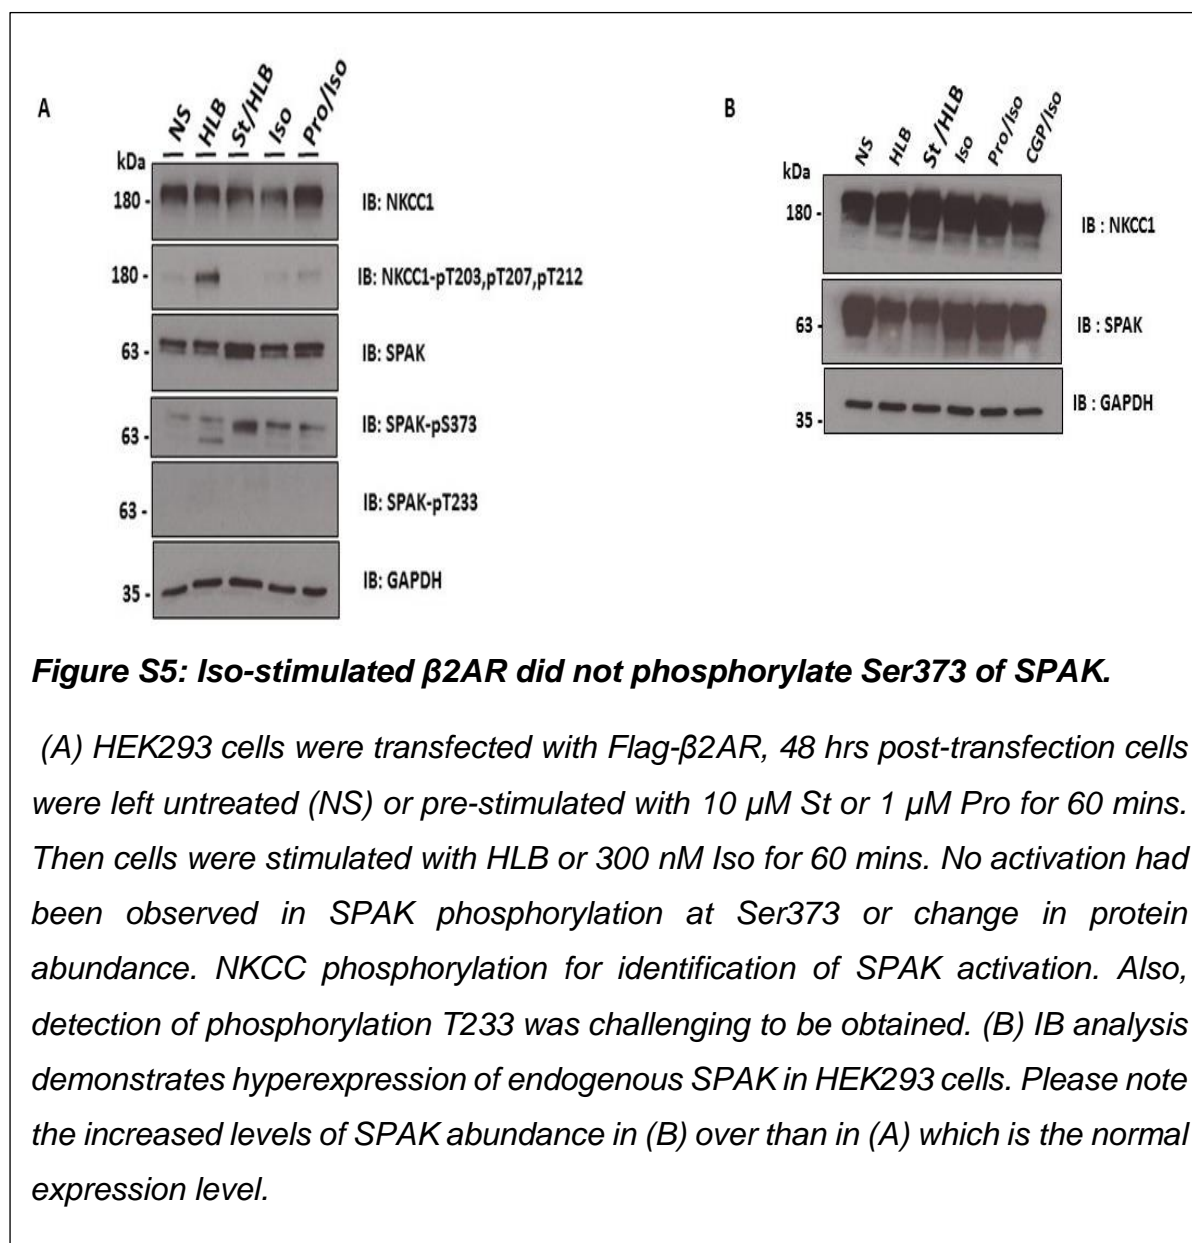 A
NS HLB St/HLB Iso Pro/Iso
kDa
180 - IB: NKCC1
180 - IB: NKCC1-pT203,pT207,pT212
63 - IB: SPAK
63 - IB: SPAK-pS373
63 - IB: SPAK-pT233
35 - IB: GAPDH
B
NS HLB St /HLB Iso Pro/Iso CGP/Iso
kDa
180 - IB : NKCC1
63 - IB : SPAK
35 - IB : GAPDH
Figure S5: Iso-stimulated β2AR did not phosphorylate Ser373 of SPAK.
(A) HEK293 cells were transfected with Flag-β2AR, 48 hrs post-transfection cells
were left untreated (NS) or pre-stimulated with 10 μM St or 1 μM Pro for 60 mins.
Then cells were stimulated with HLB or 300 nM Iso for 60 mins. No activation had
been observed in SPAK phosphorylation at Ser373 or change in protein
abundance. NKCC phosphorylation for identification of SPAK activation. Also,
detection of phosphorylation T233 was challenging to be obtained. (B) IB analysis
demonstrates hyperexpression of endogenous SPAK in HEK293 cells. Please note
the increased levels of SPAK abundance in (B) over than in (A) which is the normal
expression level.